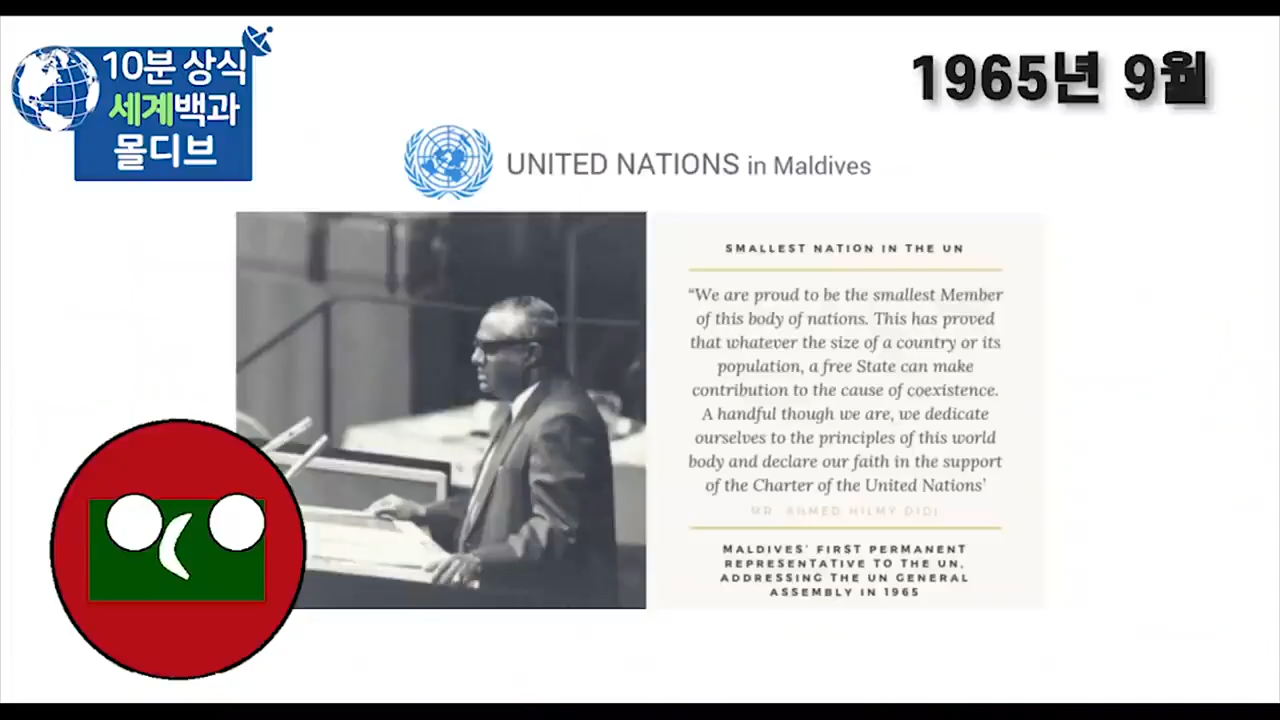 10분 상식
세계백과
몰디브
1965년 9월
UNITED NATIONS in Maldives
SMALLEST NATION IN THE UN
“We are proud to be the smallest Member
of this body of nations. This has proved
that whatever the size of a country or its
population, a free State can make
contribution to the cause of coexistence.
A handful though we are, we dedicate
ourselves to the principles of this world
body and declare our faith in the support
of the Charter of the United Nations’
MR. AHMED HILMY DIDI
MALDIVES’ FIRST PERMANENT
REPRESENTATIVE TO THE UN,
ADDRESSING THE UN GENERAL
ASSEMBLY IN 1965